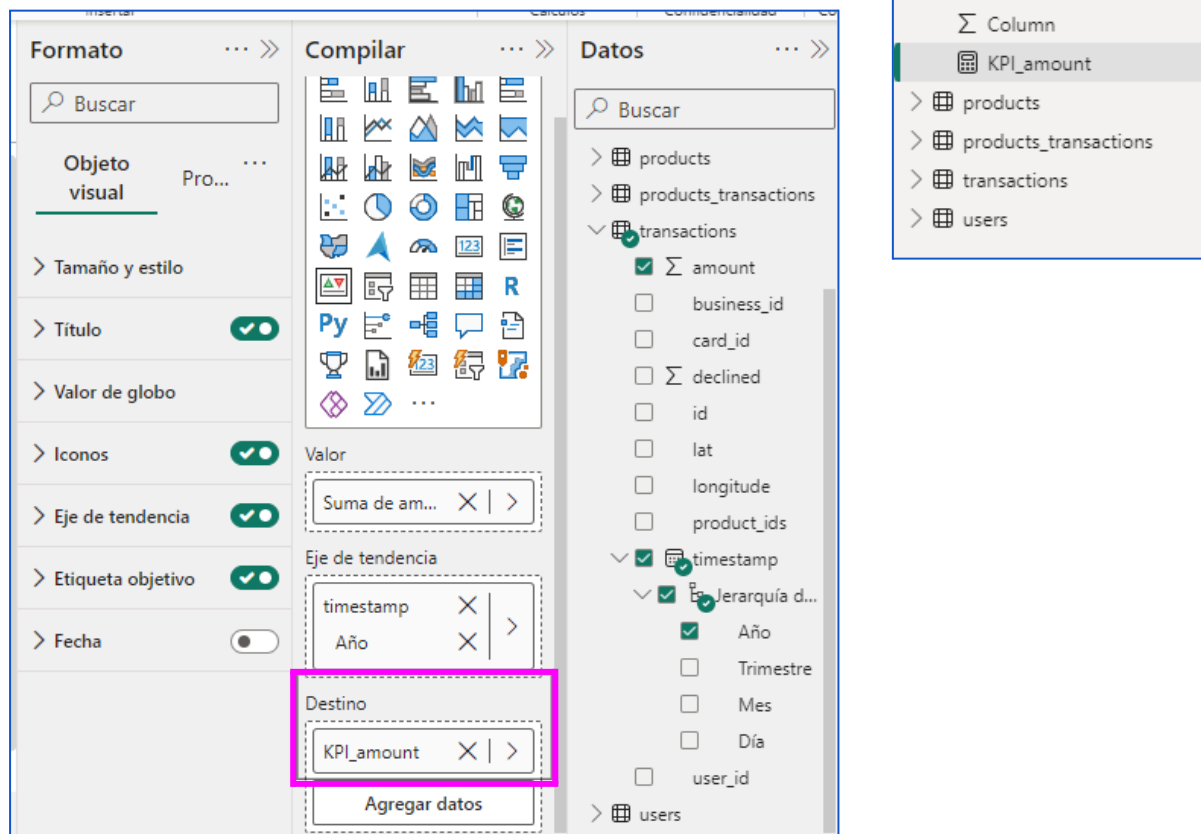 Insertar
Cálculos
Confidencialidad
Formato
Buscar
Objeto
visual
Pro...
Tamaño y estilo
Título
Valor de globo
Iconos
Eje de tendencia
Etiqueta objetivo
Fecha
Compilar
123
R
Py
123
Valor
Suma de am...
Eje de tendencia
timestamp
Año
Destino
KPI_amount
Agregar datos
Datos
Buscar
products
products_transactions
transactions
amount
business_id
card_id
declined
id
lat
longitude
product_ids
timestamp
Jerarquía d...
Año
Trimestre
Mes
Día
user_id
users
Column
KPI_amount
products
products_transactions
transactions
users